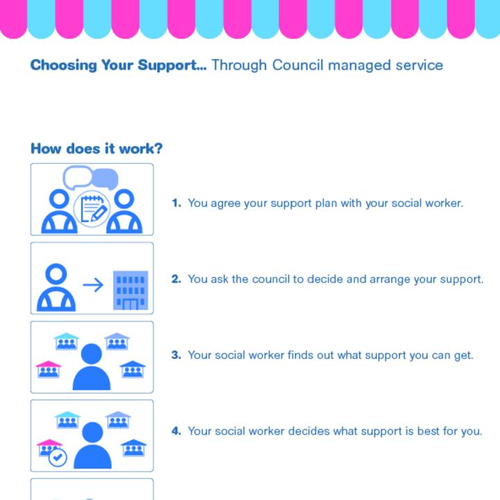 Choosing Your Support... Through Council managed service
How does it work?
1. You agree your support plan with your social worker.
2. You ask the council to decide and arrange your support.
3. Your social worker finds out what support you can get.
4. Your social worker decides what support is best for you.